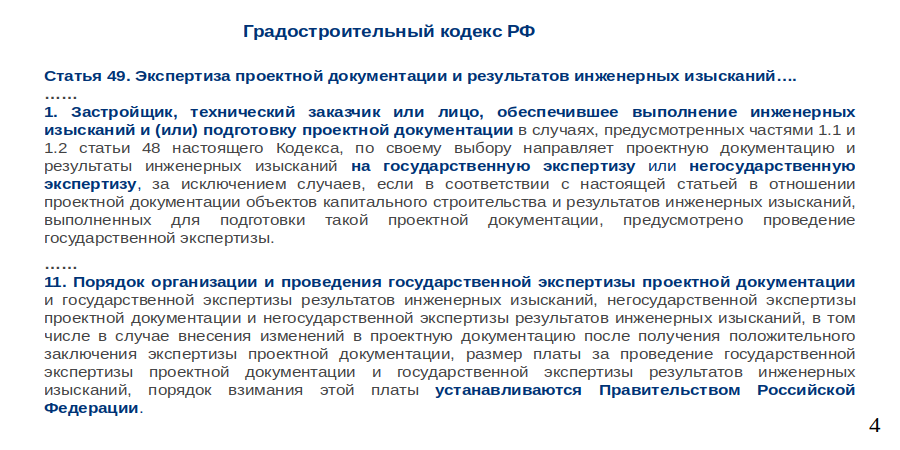 Градостроительный кодекс РФ
Статья 49. Экспертиза проектной документации и результатов инженерных изысканий….
……
1. Застройщик, технический заказчик или лицо, обеспечившее выполнение инженерных
изысканий и (или) подготовку проектной документации в случаях, предусмотренных частями 1.1 и
1.2 статьи 48 настоящего Кодекса, по своему выбору направляет проектную документацию и
результаты инженерных изысканий на государственную экспертизу или негосударственную
экспертизу, за исключением случаев, если в соответствии с настоящей статьей в отношении
проектной документации объектов капитального строительства и результатов инженерных изысканий,
выполненных для подготовки такой проектной документации, предусмотрено проведение
государственной экспертизы.
……
11. Порядок организации и проведения государственной экспертизы проектной документации
и государственной экспертизы результатов инженерных изысканий, негосударственной экспертизы
проектной документации и негосударственной экспертизы результатов инженерных изысканий, в том
числе в случае внесения изменений в проектную документацию после получения положительного
заключения экспертизы проектной документации, размер платы за проведение государственной
экспертизы проектной документации и государственной экспертизы результатов инженерных
изысканий, порядок взимания этой платы устанавливаются Правительством Российской
Федерации.
4